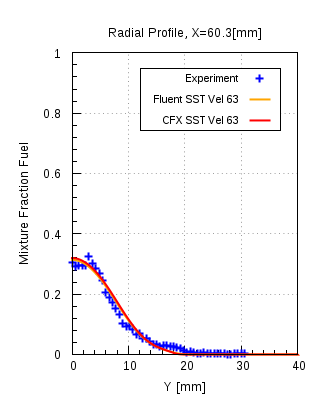 Radial Profile, X=60.3[mm]
1
Experiment
Fluent SST Vel 63
CFX SST Vel 63
0.8
0.6
Mixture Fraction Fuel
0.4
0.2
0
0 10 20 30 40
Y [mm]